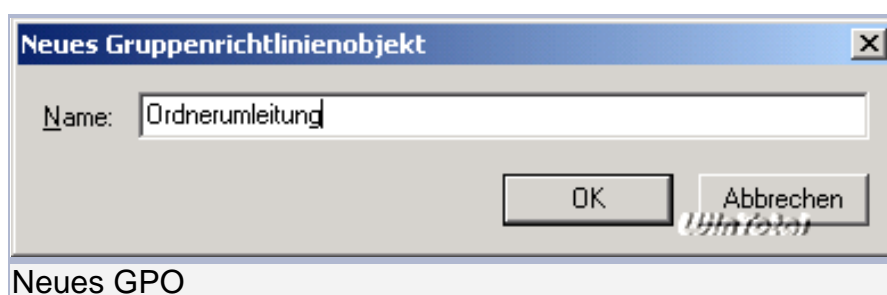 Neues Gruppenrichtlinienobjekt
Name: Ordnerumleitung
OK Abbrechen
WinTotal
Neues GPO